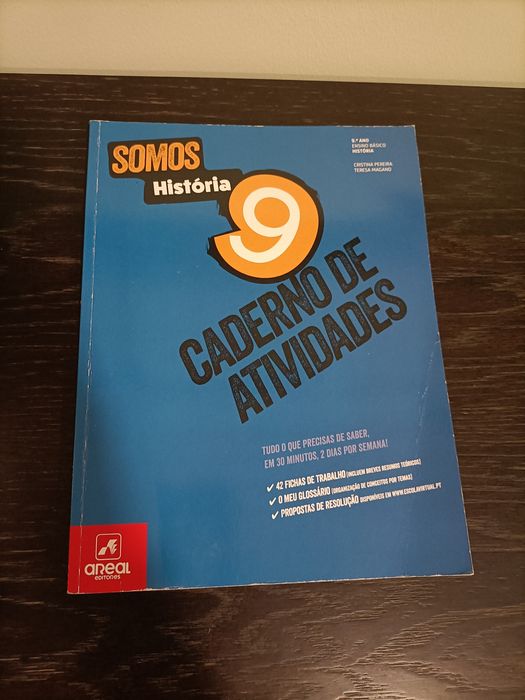 SOMOS
História
9
9.º ANO
ENSINO BÁSICO
HISTÓRIA
CRISTINA PEREIRA
TERESA MAGANO
CADERNO DE
ATIVIDADES
TUDO O QUE PRECISAS DE SABER,
EM 30 MINUTOS, 2 DIAS POR SEMANA!
✓ 42 FICHAS DE TRABALHO (INCLUEM BREVES RESUMOS TEÓRICOS)
✓ O MEU GLOSSÁRIO (ORGANIZAÇÃO DE CONCEITOS POR TEMAS)
✓ PROPOSTAS DE RESOLUÇÃO DISPONÍVEIS EM WWW.ESCOLAVIRTUAL.PT
areal
EDITORES